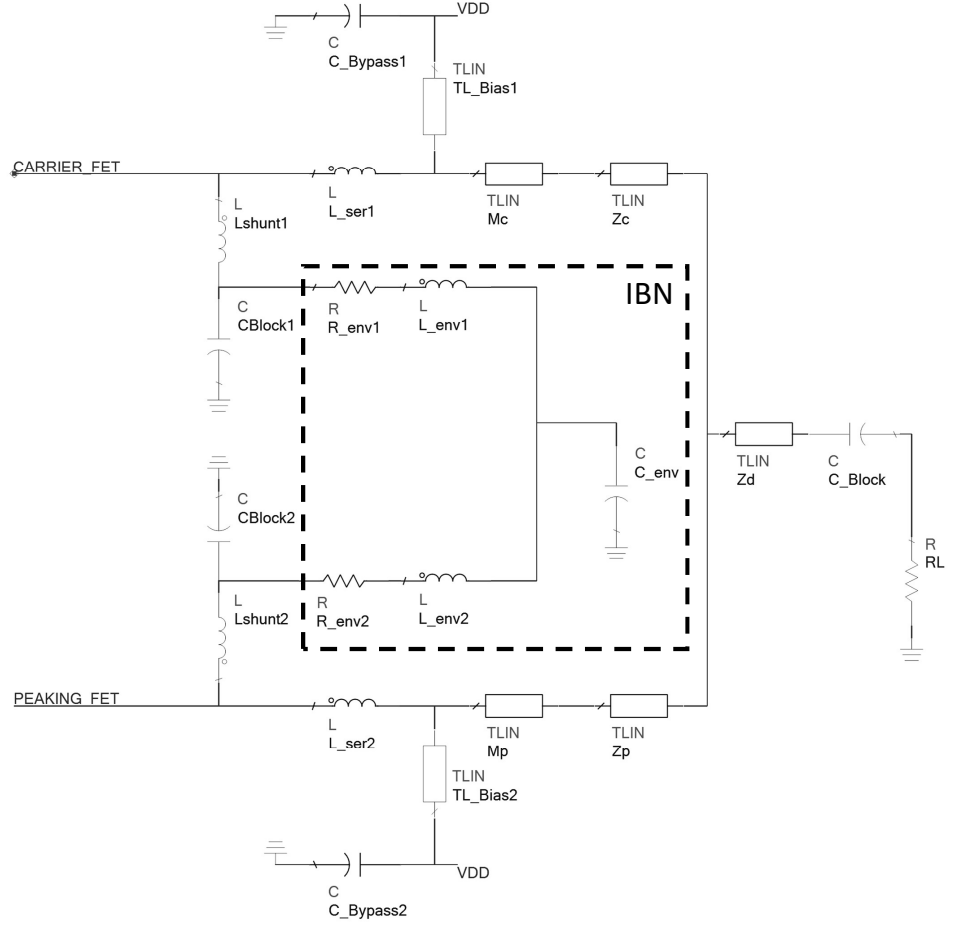 VDD
C
C_Bypass1
TLIN
TL_Bias1
CARRIER_FET
L
L_ser1
TLIN
Mc
TLIN
Zc
L
Lshunt1
IBN
C
CBlock1
R
R_env1
L
L_env1
C
C_env
TLIN
Zd
C
C_Block
C
CBlock2
R
RL
L
Lshunt2
R
R_env2
L
L_env2
PEAKING_FET
L
L_ser2
TLIN
Mp
TLIN
Zp
TLIN
TL_Bias2
VDD
C
C_Bypass2